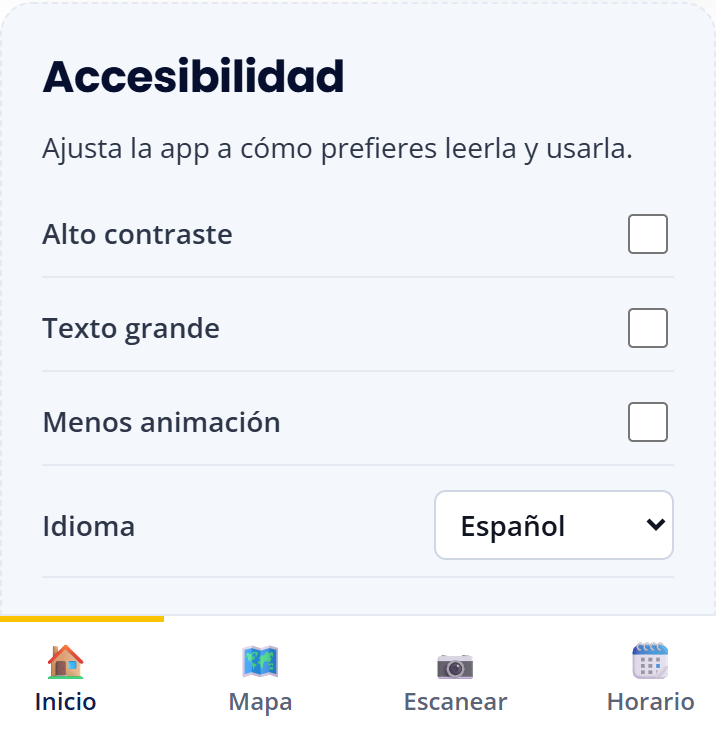 Accesibilidad
Ajusta la app a cómo prefieres leerla y usarla.
Alto contraste
Texto grande
Menos animación
Idioma
Español
Inicio
Mapa
Escanear
Horario